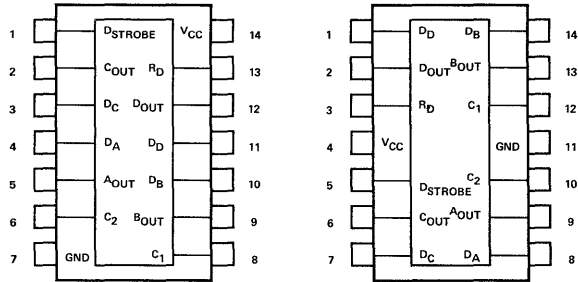 1 DSTROBE VCC 14
2 COUT RD 13
3 DC DOUT 12
4 DA DD 11
5 AOUT DB 10
6 C2 BOUT 9
7 GND C1 8
1 DD DB 14
2 DOUT BOUT 13
3 RD C1 12
4 VCC GND 11
5 DSTROBE C2 10
6 COUT AOUT 9
7 DC DA 8